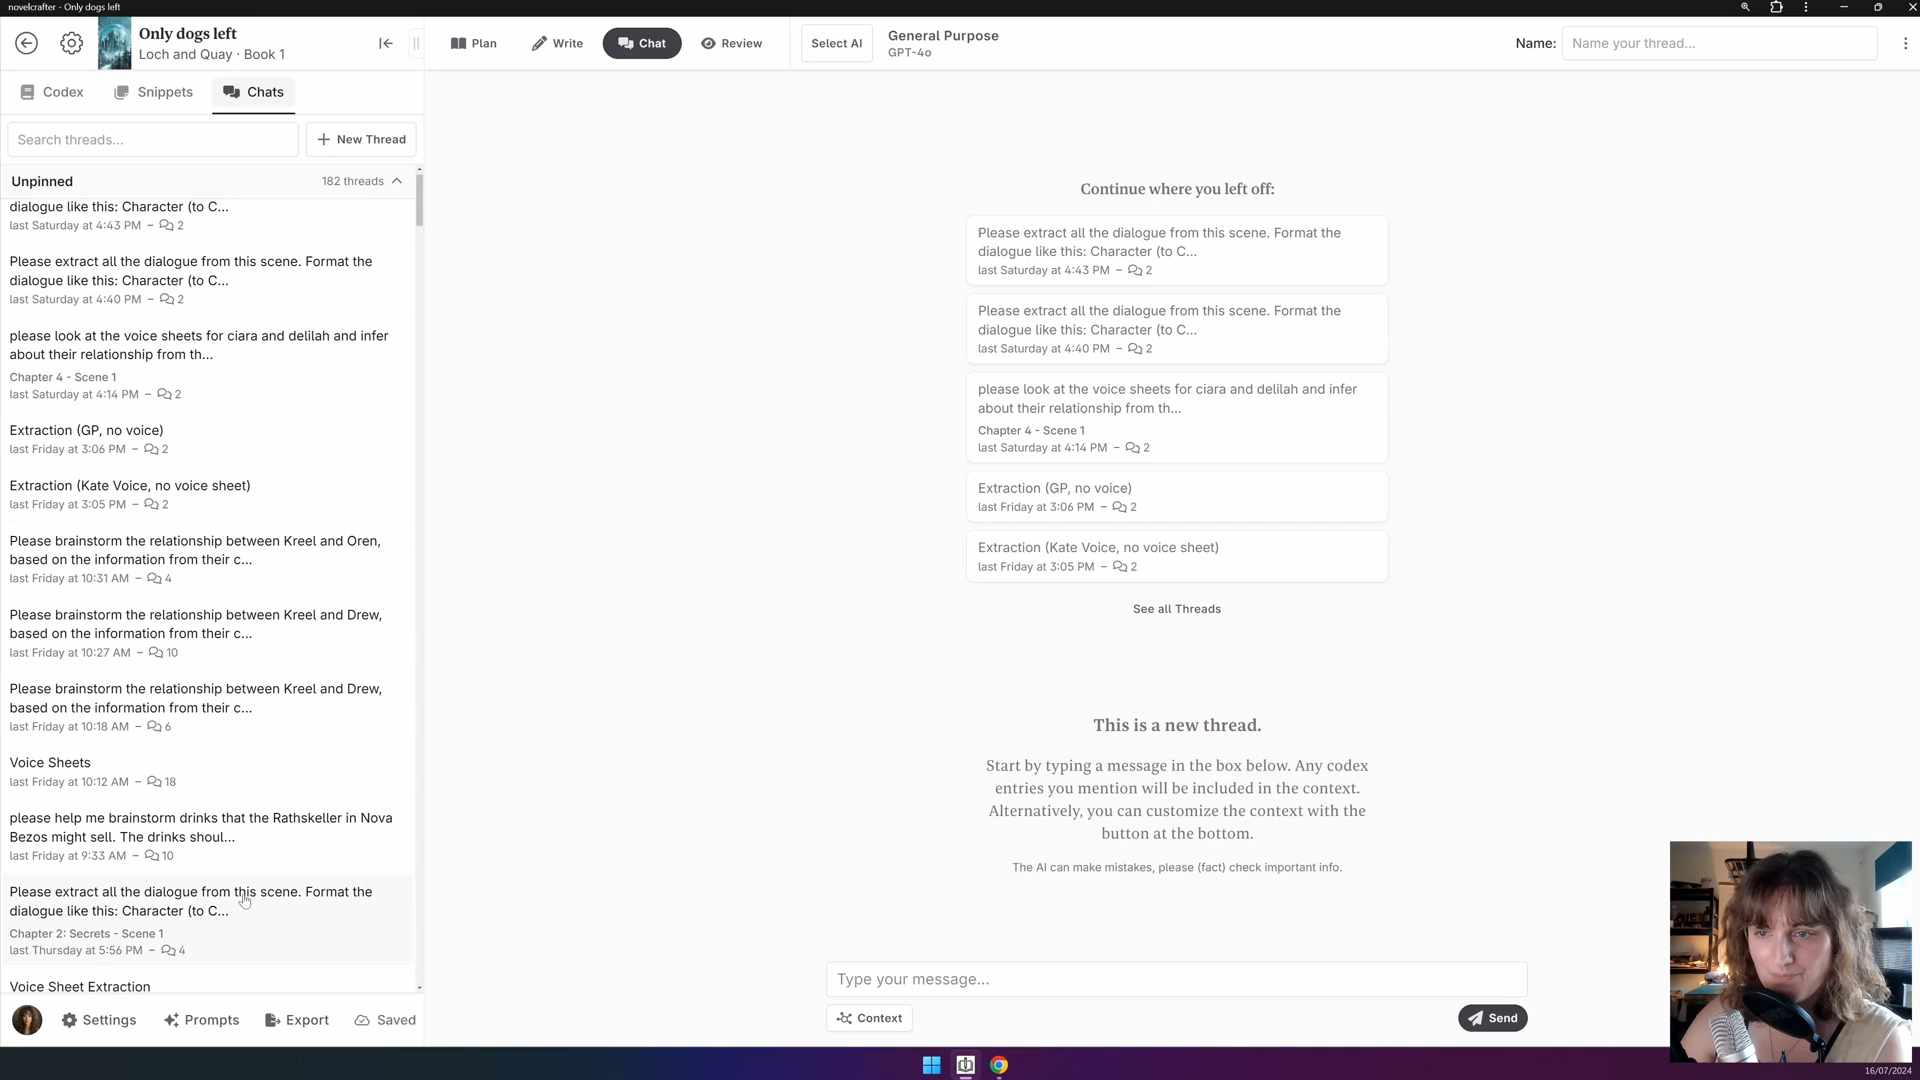 novelcrafter - Only dogs left
Only dogs left
Loch and Quay · Book 1
Plan
Write
Chat
Review
Select AI
General Purpose
GPT-4o
Name:
Name your thread...
Codex
Snippets
Chats
Search threads...
New Thread
Unpinned
182 threads
dialogue like this: Character (to C...
last Saturday at 4:43 PM – 2
Please extract all the dialogue from this scene. Format the
dialogue like this: Character (to C...
last Saturday at 4:40 PM – 2
please look at the voice sheets for ciara and delilah and infer
about their relationship from th...
Chapter 4 - Scene 1
last Saturday at 4:14 PM – 2
Extraction (GP, no voice)
last Friday at 3:06 PM – 2
Extraction (Kate Voice, no voice sheet)
last Friday at 3:05 PM – 2
Please brainstorm the relationship between Kreel and Oren,
based on the information from their c...
last Friday at 10:31 AM – 4
Please brainstorm the relationship between Kreel and Drew,
based on the information from their c...
last Friday at 10:27 AM – 10
Please brainstorm the relationship between Kreel and Drew,
based on the information from their c...
last Friday at 10:18 AM – 6
Voice Sheets
last Friday at 10:12 AM – 18
please help me brainstorm drinks that the Rathskeller in Nova
Bezos might sell. The drinks shoul...
last Friday at 9:33 AM – 10
Please extract all the dialogue from this scene. Format the
dialogue like this: Character (to C...
Chapter 2: Secrets - Scene 1
last Thursday at 5:56 PM – 4
Voice Sheet Extraction
Settings
Prompts
Export
Saved
Continue where you left off:
Please extract all the dialogue from this scene. Format the
dialogue like this: Character (to C...
last Saturday at 4:43 PM – 2
Please extract all the dialogue from this scene. Format the
dialogue like this: Character (to C...
last Saturday at 4:40 PM – 2
please look at the voice sheets for ciara and delilah and infer
about their relationship from th...
Chapter 4 - Scene 1
last Saturday at 4:14 PM – 2
Extraction (GP, no voice)
last Friday at 3:06 PM – 2
Extraction (Kate Voice, no voice sheet)
last Friday at 3:05 PM – 2
See all Threads
This is a new thread.
Start by typing a message in the box below. Any codex
entries you mention will be included in the context.
Alternatively, you can customize the context with the
button at the bottom.
The AI can make mistakes, please (fact) check important info.
Type your message...
Context
Send
16/07/2024